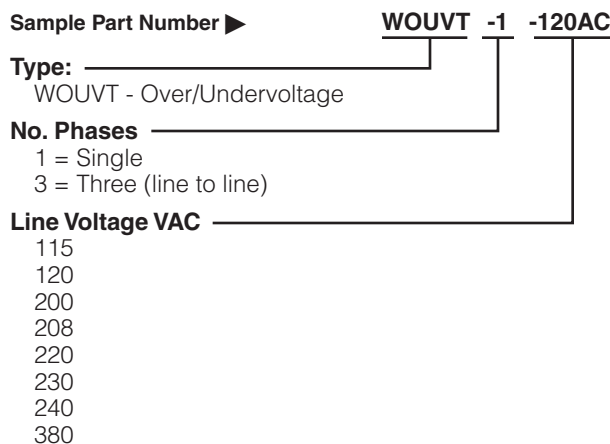 Sample Part Number ▶ WOUVT -1 -120AC
Type:
WOUVT - Over/Undervoltage
No. Phases
1 = Single
3 = Three (line to line)
Line Voltage VAC
115
120
200
208
220
230
240
380